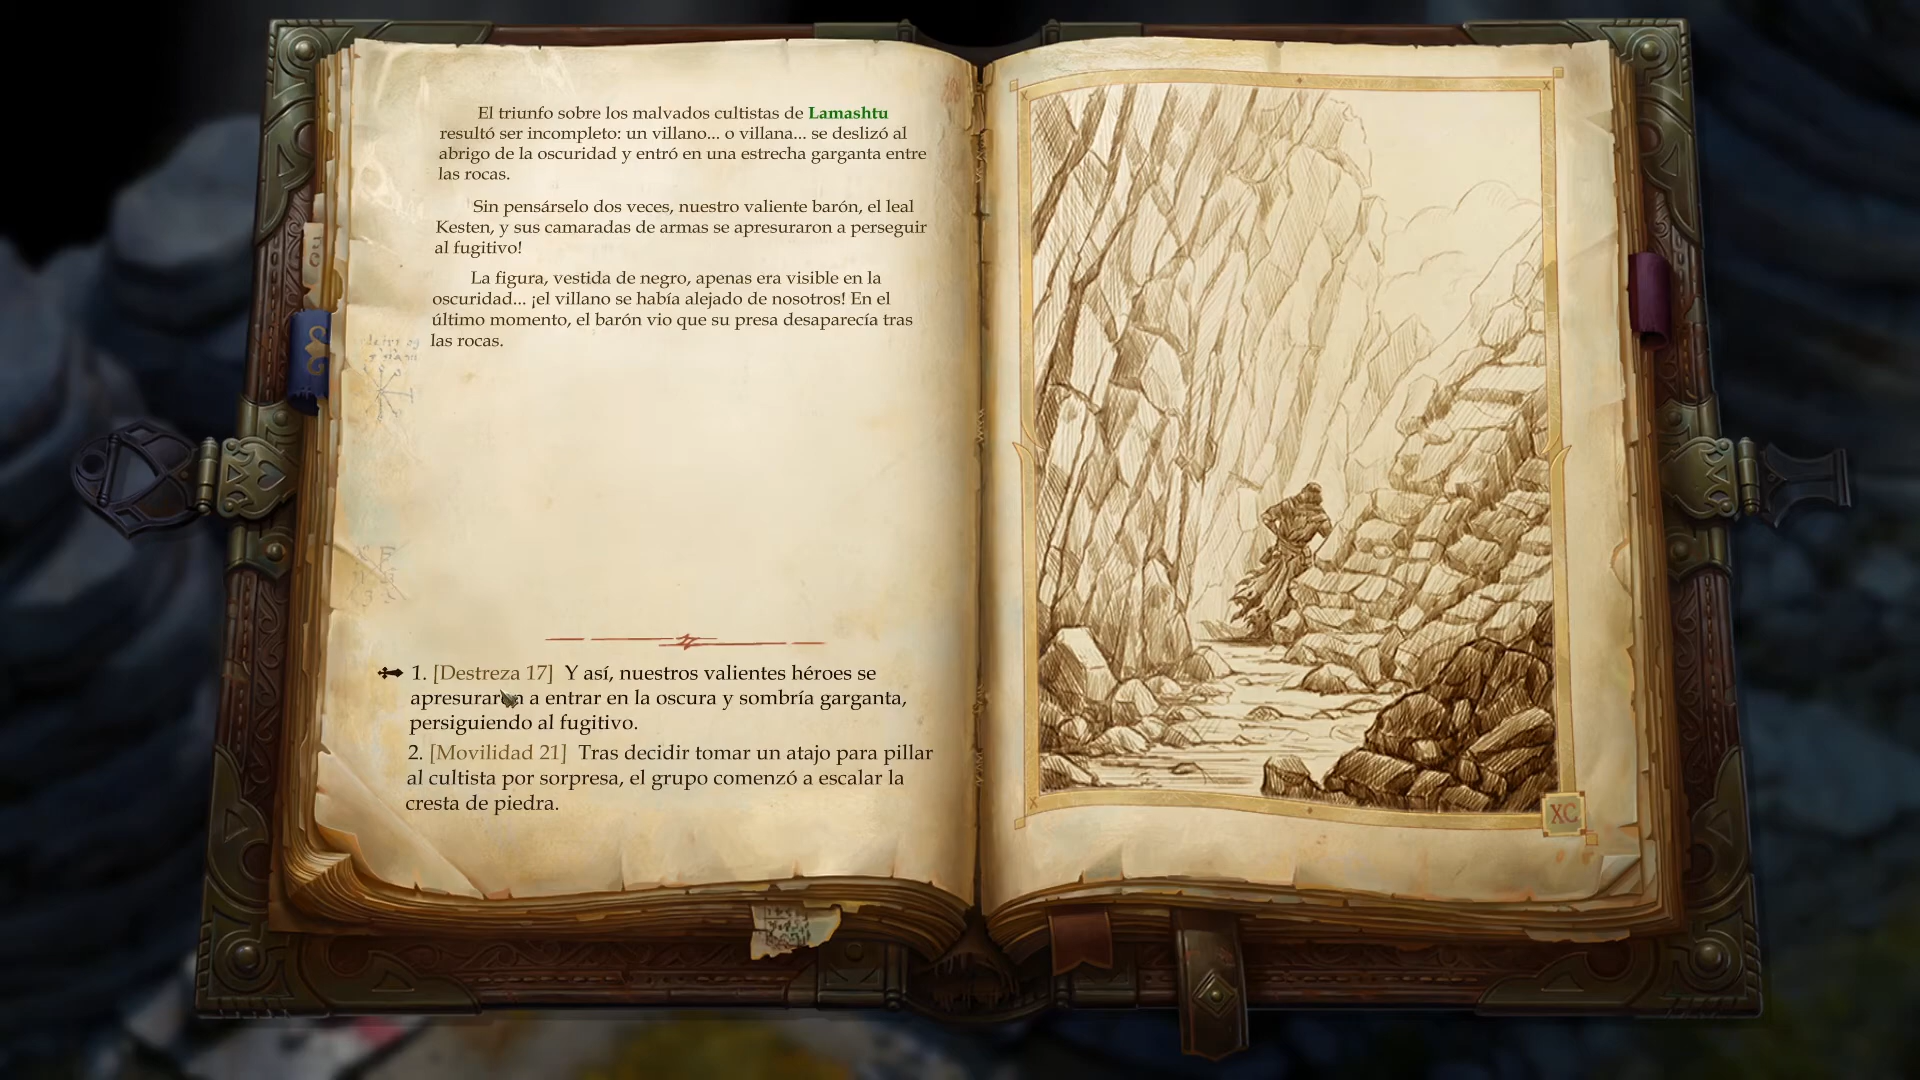 El triunfo sobre los malvados cultistas de Lamashtu
resultó ser incompleto: un villano... o villana... se deslizó al
abrigo de la oscuridad y entró en una estrecha garganta entre
las rocas.
Sin pensárselo dos veces, nuestro valiente barón, el leal
Kesten, y sus camaradas de armas se apresuraron a perseguir
al fugitivo!
La figura, vestida de negro, apenas era visible en la
oscuridad... ¡el villano se había alejado de nosotros! En el
último momento, el barón vio que su presa desaparecía tras
las rocas.
1. [Destreza 17] Y así, nuestros valientes héroes se
apresuraron a entrar en la oscura y sombría garganta,
persiguiendo al fugitivo.
2. [Movilidad 21] Tras decidir tomar un atajo para pillar
al cultista por sorpresa, el grupo comenzó a escalar la
cresta de piedra.
XC